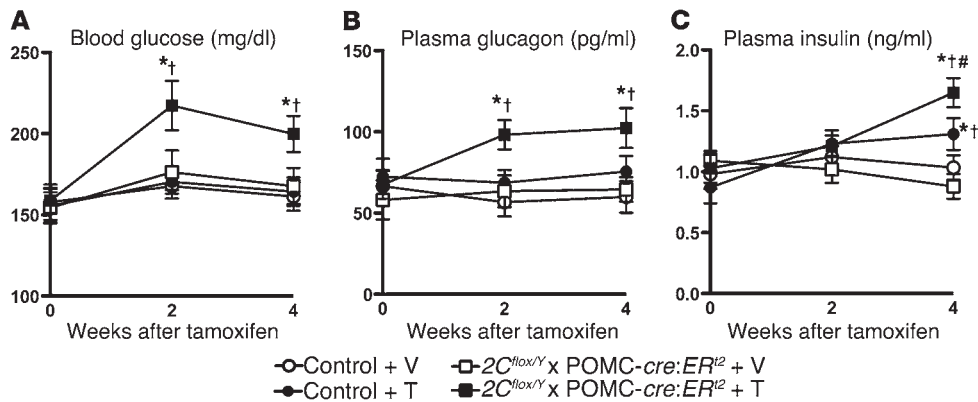 A Blood glucose (mg/dl)
250
200
150
100
0 2 4
Weeks after tamoxifen
*†
*†
B Plasma glucagon (pg/ml)
150
100
50
0
0 2 4
Weeks after tamoxifen
*†
*†
C Plasma insulin (ng/ml)
2.0
1.5
1.0
0.5
0.0
0 2 4
Weeks after tamoxifen
*†#
*†
Control + V
2C^flox/Y x POMC-cre:ER^t2 + V
Control + T
2C^flox/Y x POMC-cre:ER^t2 + T